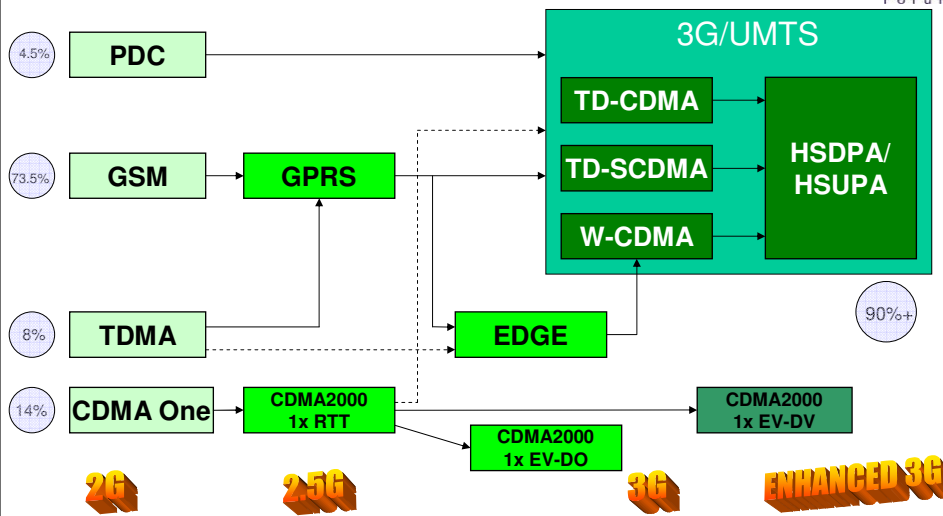 3G/UMTS
4.5%
PDC
TD-CDMA
HSDPA/
HSUPA
73.5%
GSM
GPRS
TD-SCDMA
W-CDMA
90%+
8%
TDMA
EDGE
14%
CDMA One
CDMA2000
1x RTT
CDMA2000
1x EV-DV
CDMA2000
1x EV-DO
2G
2.5G
3G
ENHANCED 3G